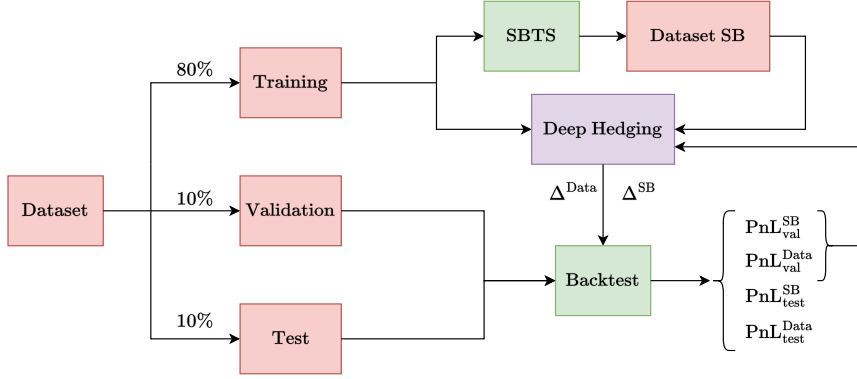 SBTS
Dataset SB
80%
Training
Deep Hedging
Δ^Data Δ^SB
10%
Dataset
Validation
PnL^SB_val
PnL^Data_val
Backtest
PnL^SB_test
10%
Test
PnL^Data_test